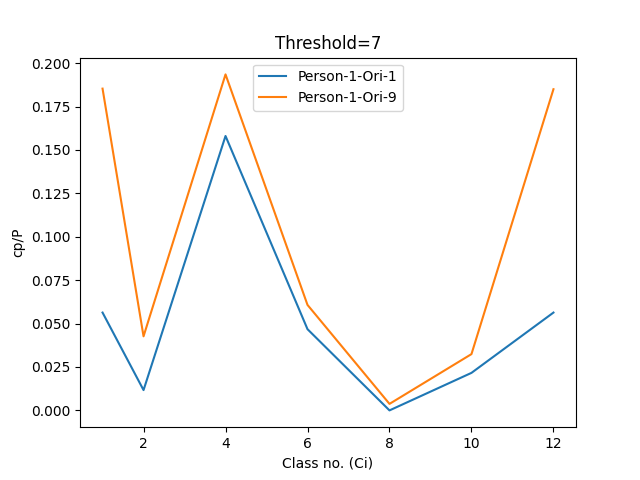 Threshold=7
Person-1-Ori-1
Person-1-Ori-9
0.200
0.175
0.150
0.125
0.100
0.075
0.050
0.025
0.000
cp/P
2 4 6 8 10 12
Class no. (Ci)